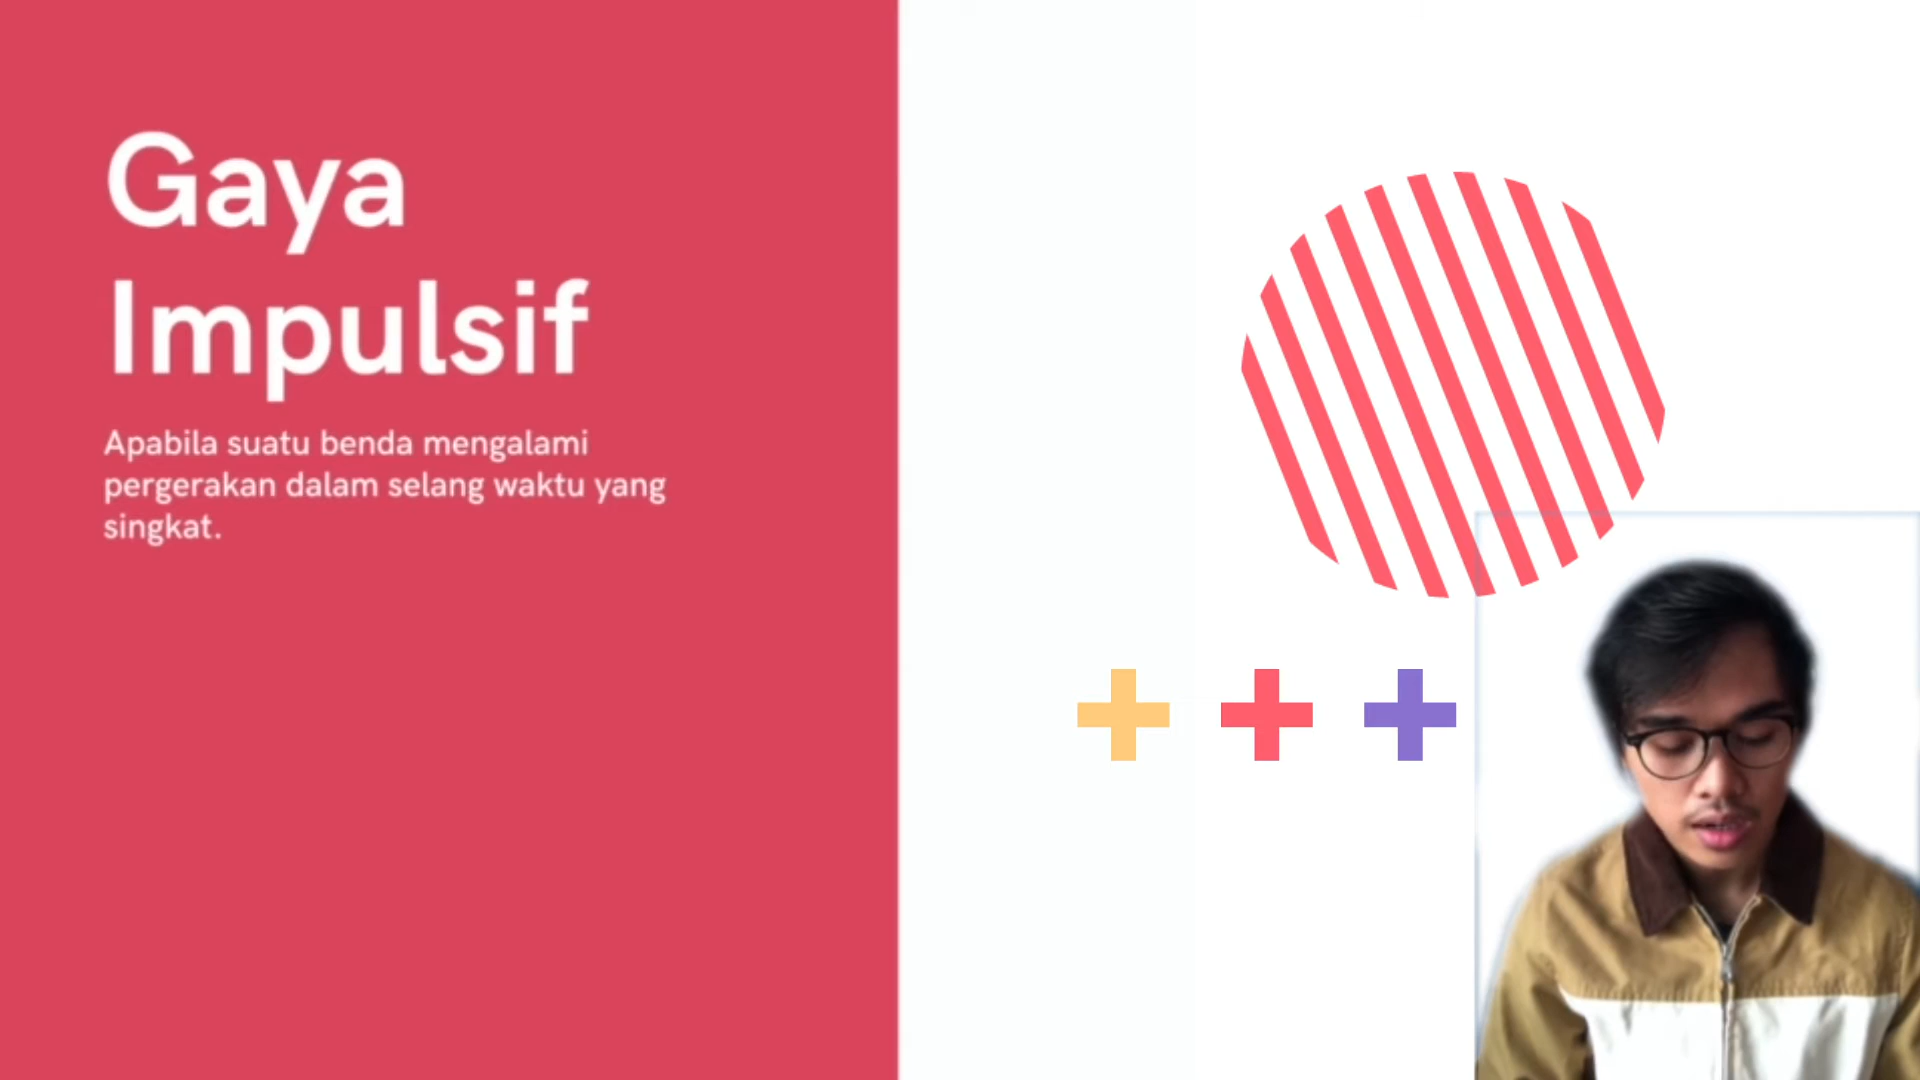 Gaya
Impulsif
Apabila suatu benda mengalami
pergerakan dalam selang waktu yang
singkat.